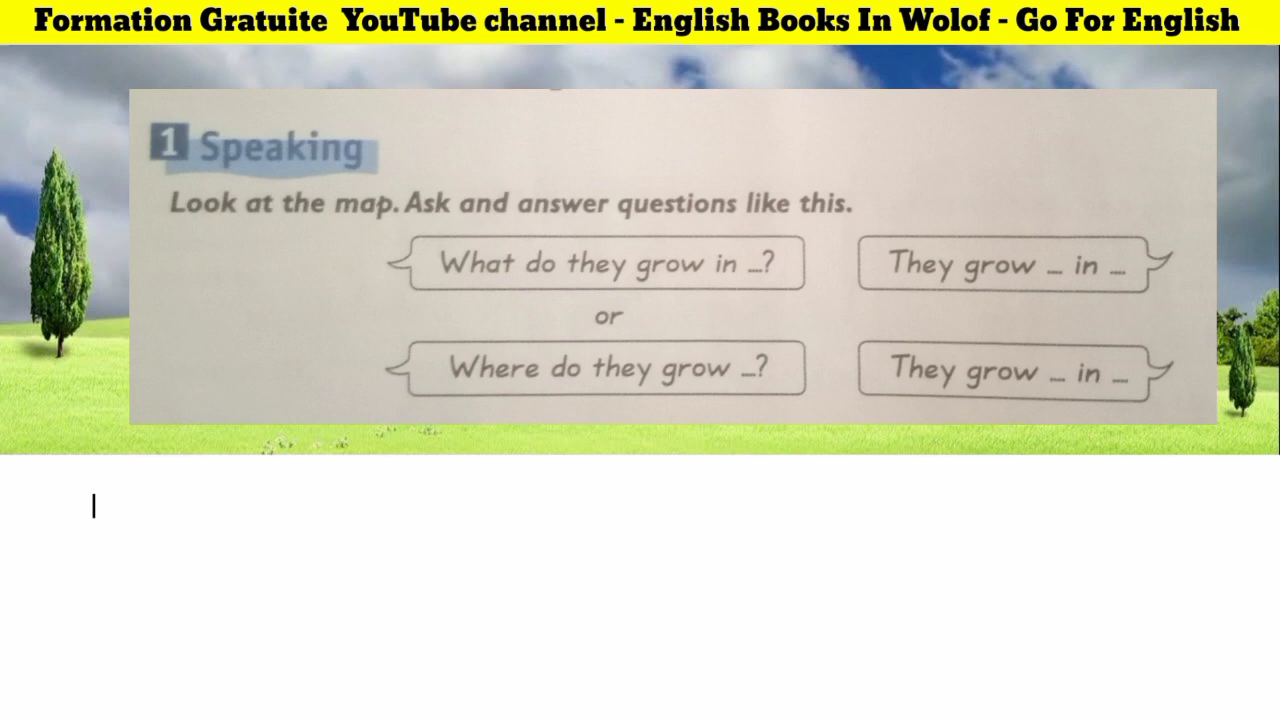 Formation Gratuite YouTube channel - English Books In Wolof - Go For English
1 Speaking
Look at the map. Ask and answer questions like this.
What do they grow in ...? They grow ... in ...
or
Where do they grow ...? They grow ... in ...